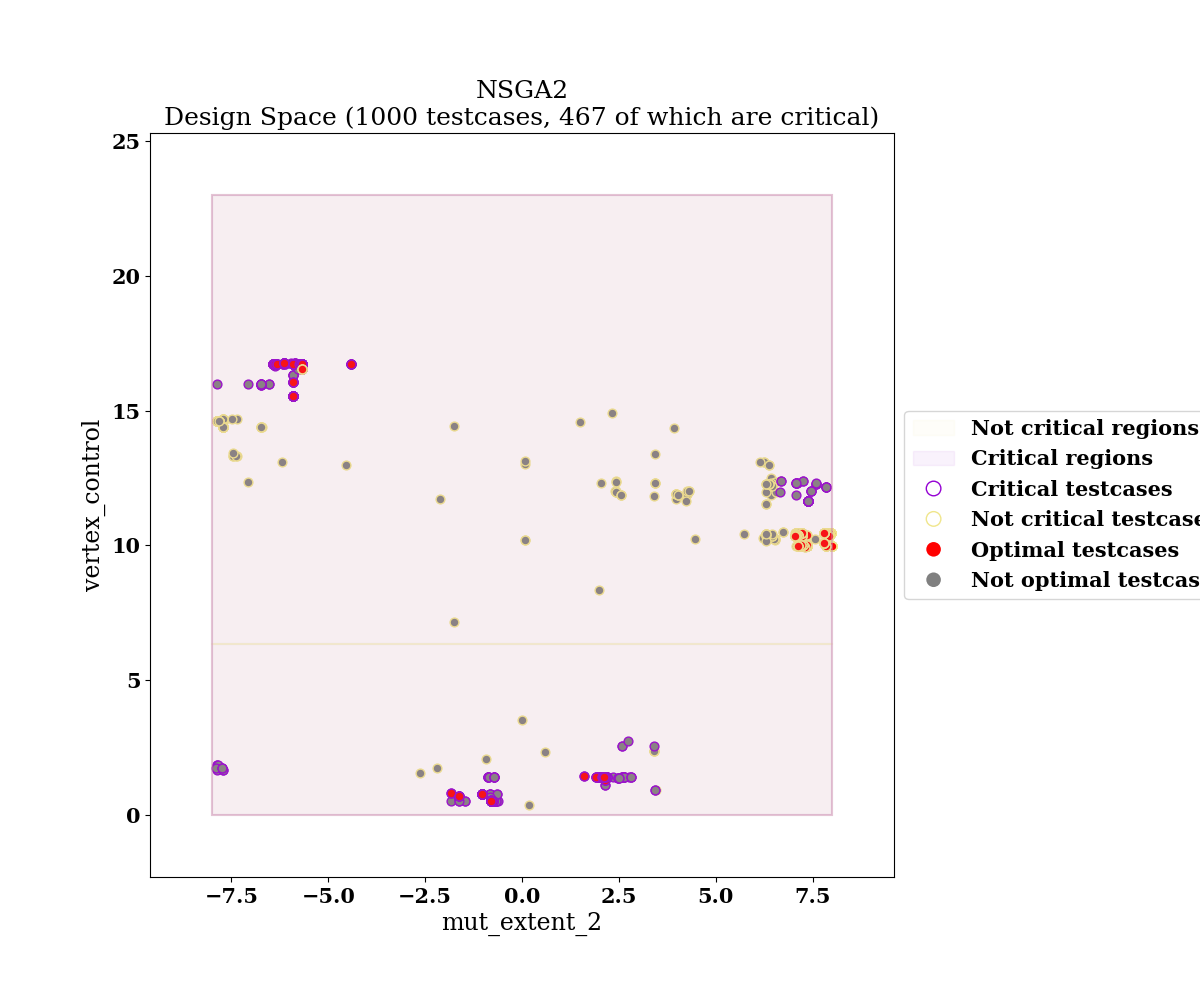 NSGA2
Design Space (1000 testcases, 467 of which are critical)
25
20
15
10
5
0
vertex_control
−7.5 −5.0 −2.5 0.0 2.5 5.0 7.5
mut_extent_2
Not critical regions
Critical regions
Critical testcases
Not critical testcase
Optimal testcases
Not optimal testcas